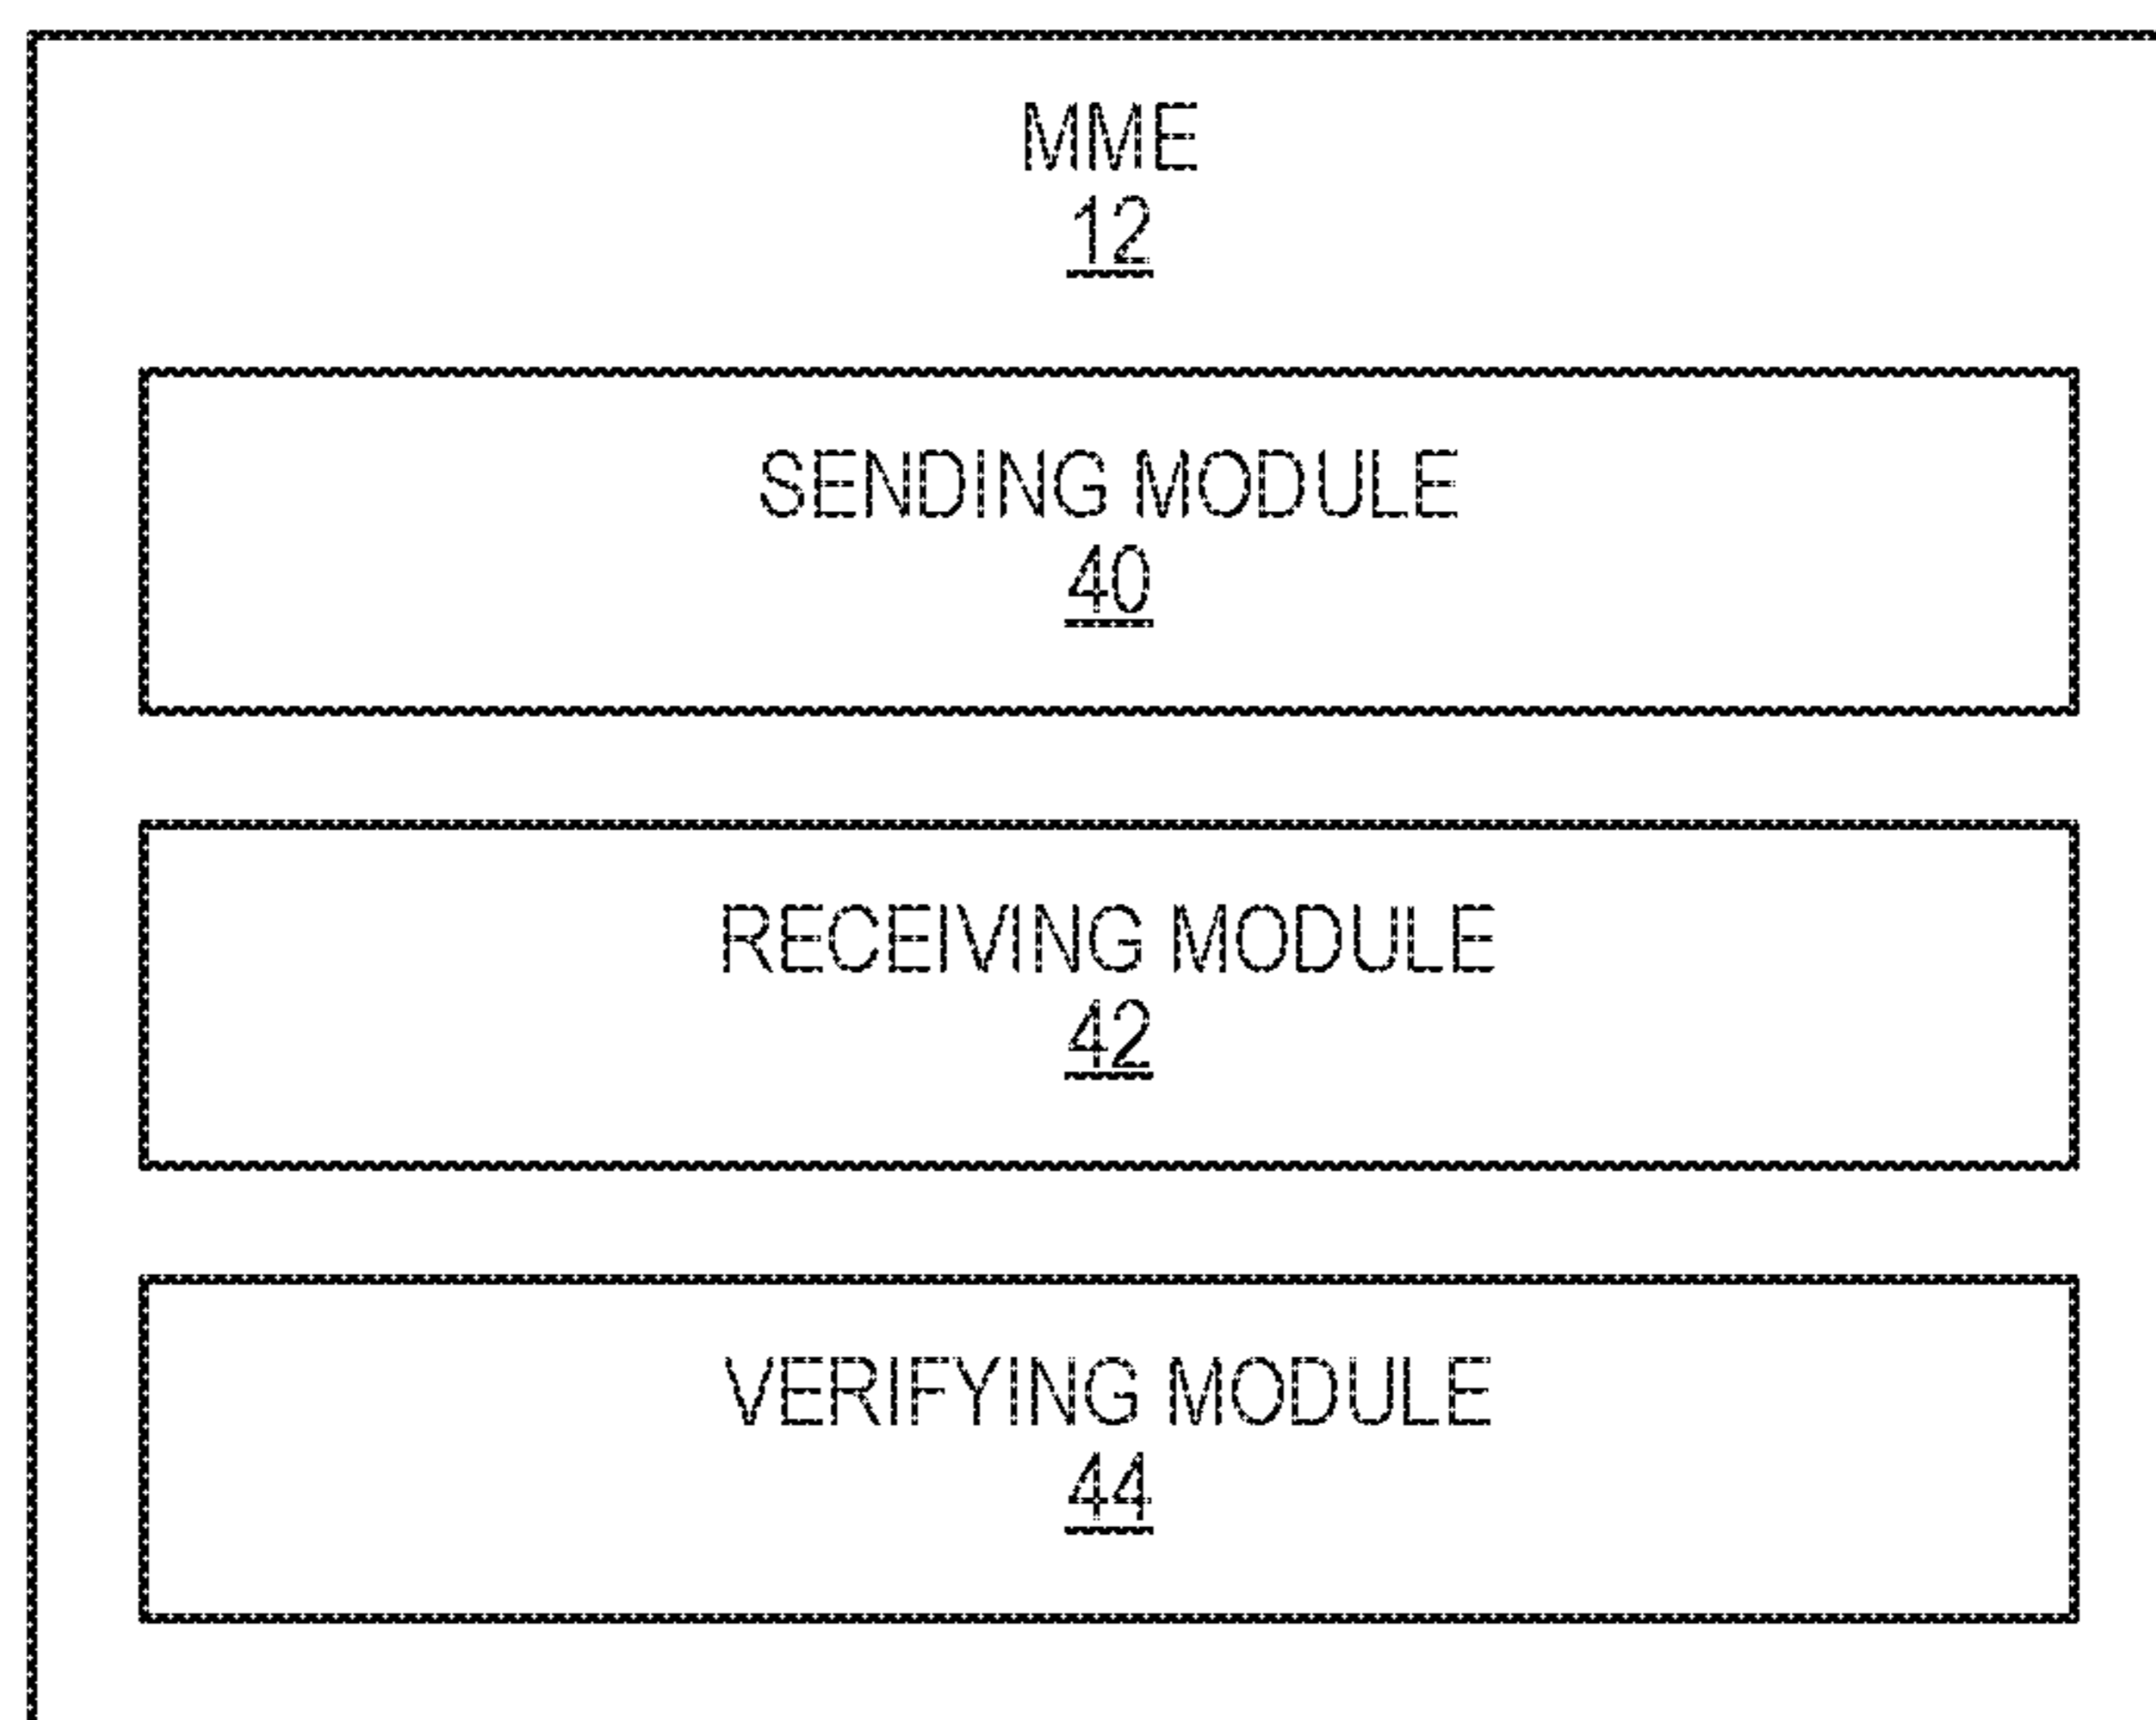 MME
12
SENDING MODULE
40
RECEIVING MODULE
42
VERIFYING MODULE
44